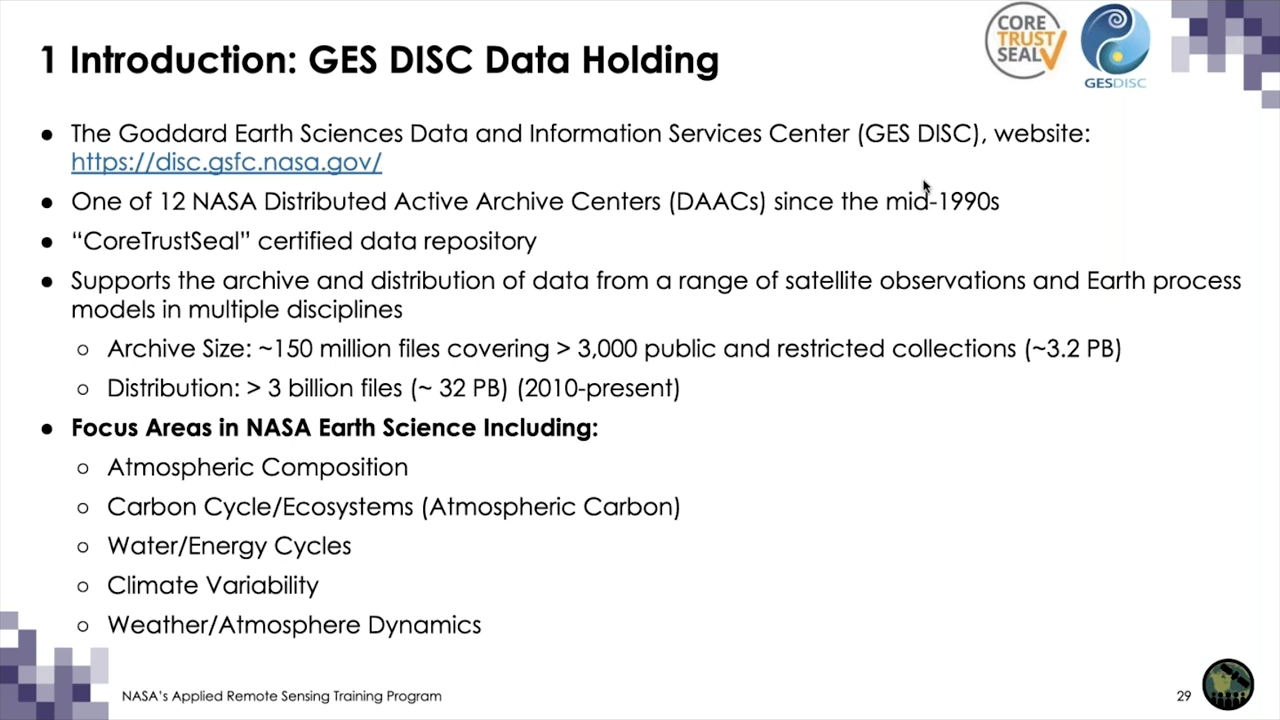 1 Introduction: GES DISC Data Holding
CORE
TRUST
SEAL
GESDISC
● The Goddard Earth Sciences Data and Information Services Center (GES DISC), website:
https://disc.gsfc.nasa.gov/
● One of 12 NASA Distributed Active Archive Centers (DAACs) since the mid-1990s
● “CoreTrustSeal” certified data repository
● Supports the archive and distribution of data from a range of satellite observations and Earth process
models in multiple disciplines
○ Archive Size: ~150 million files covering > 3,000 public and restricted collections (~3.2 PB)
○ Distribution: > 3 billion files (~ 32 PB) (2010-present)
● Focus Areas in NASA Earth Science Including:
○ Atmospheric Composition
○ Carbon Cycle/Ecosystems (Atmospheric Carbon)
○ Water/Energy Cycles
○ Climate Variability
○ Weather/Atmosphere Dynamics
NASA’s Applied Remote Sensing Training Program
29